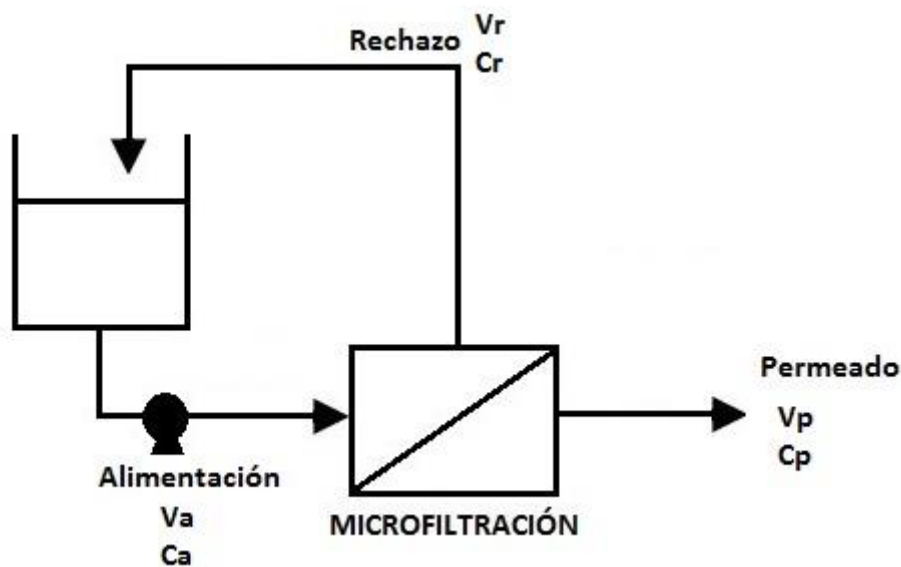 Rechazo
Vr
Cr
Permeado
Vp
Cp
Alimentación
Va
Ca
MICROFILTRACIÓN